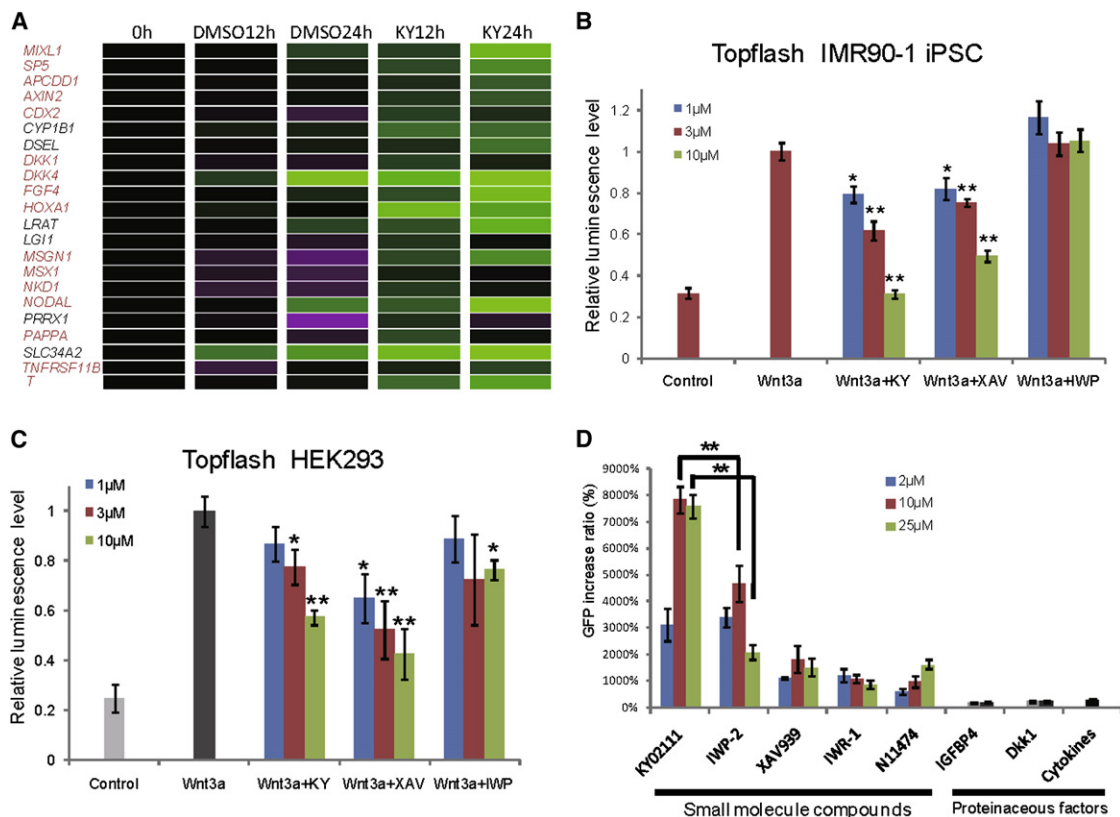 A
0h DMSO12h DMSO24h KY12h KY24h
MIXL1
SP5
APCDD1
AXIN2
CDX2
CYP1B1
DSEL
DKK1
DKK4
FGF4
HOXA1
LRAT
LGI1
MSGN1
MSX1
NKD1
NODAL
PRRX1
PAPPA
SLC34A2
TNFRSF11B
T
B
Topflash IMR90-1 iPSC
1µM
3µM
10µM
Relative luminescence level
1.2
1
0.8
0.6
0.4
0.2
0
* ** ** * ** **
Control Wnt3a Wnt3a+KY Wnt3a+XAV Wnt3a+IWP
C
Topflash HEK293
1µM
3µM
10µM
Relative luminescence level
1
0.8
0.6
0.4
0.2
0
* ** * ** ** *
Control Wnt3a Wnt3a+KY Wnt3a+XAV Wnt3a+IWP
D
**
**
2µM
10µM
25µM
GFP increase ratio (%)
9000%
8000%
7000%
6000%
5000%
4000%
3000%
2000%
1000%
0%
KY02111 IWP-2 XAV939 IWR-1 N11474 IGFBP4 Dkk1 Cytokines
Small molecule compounds Proteinaceous factors